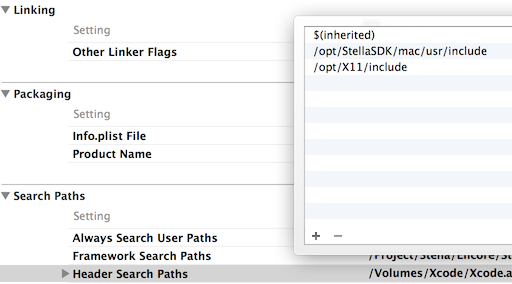 Linking
Setting
Other Linker Flags
Packaging
Setting
Info.plist File
Product Name
Search Paths
Setting
Always Search User Paths
Framework Search Paths
Header Search Paths
$(inherited)
/opt/StellaSDK/mac/usr/include
/opt/X11/include
+ −
/Project/Stella/Encore/St
/Volumes/Xcode/Xcode.a